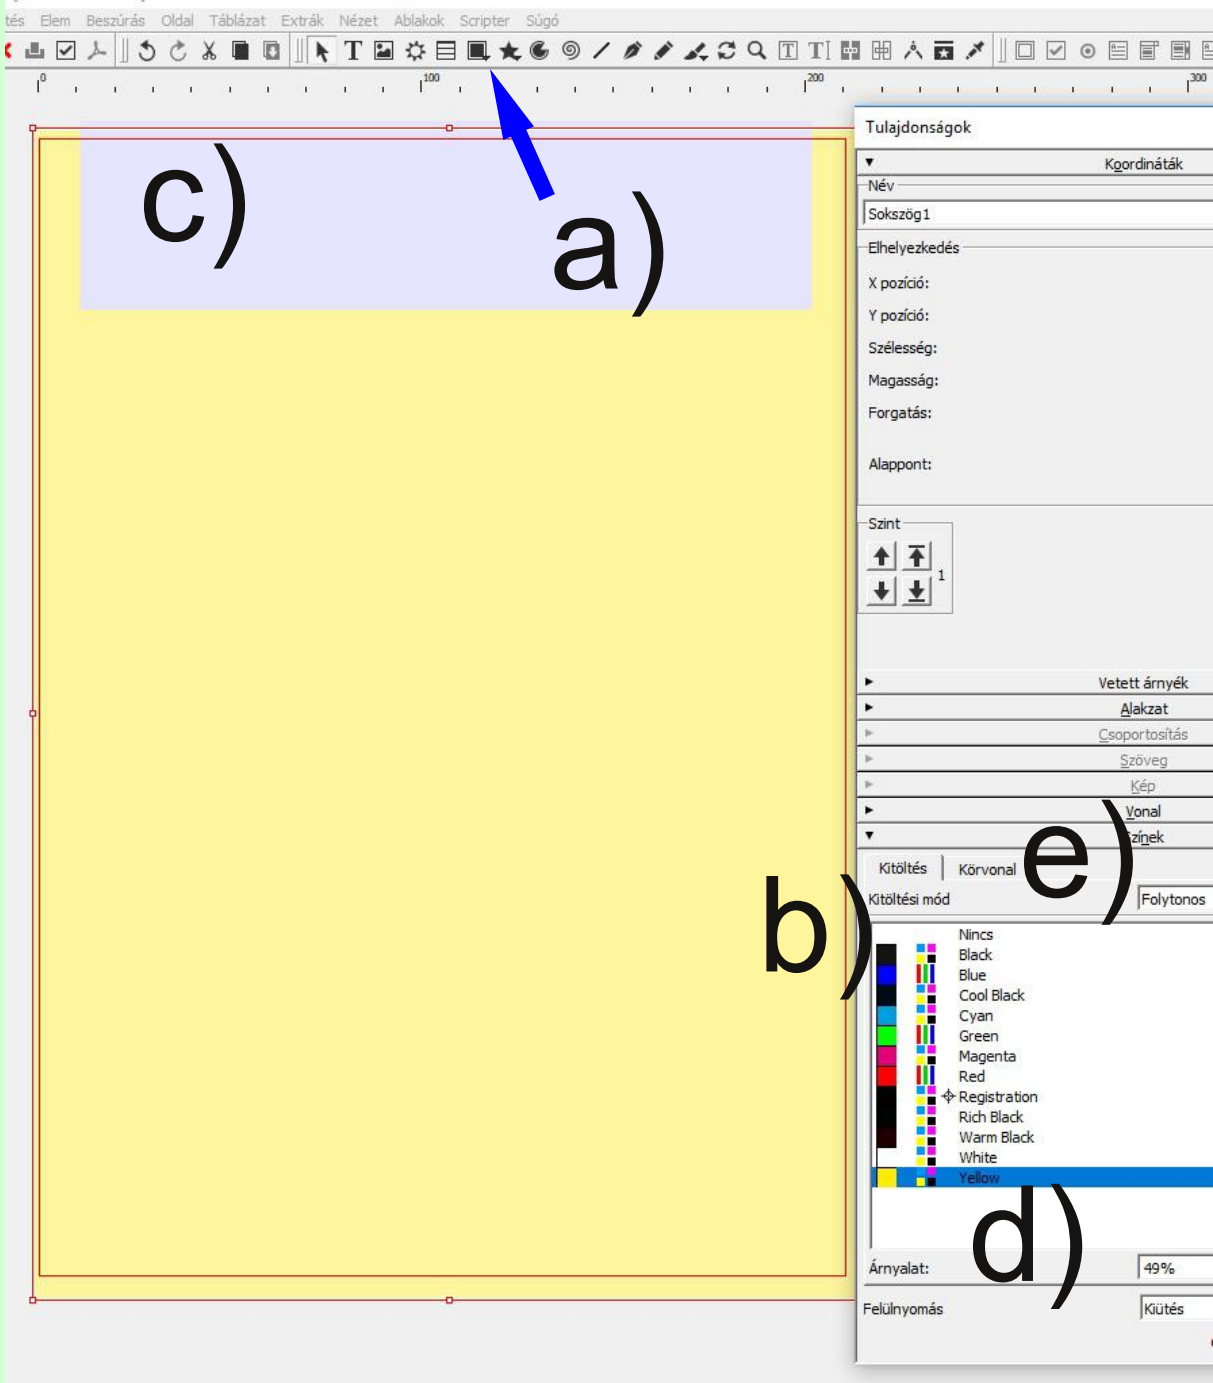 tés Elem Beszúrás Oldal Táblázat Extrák Nézet Ablakok Scripter Súgó
0 100 200 300
c)
a)
Tulajdonságok
Koordináták
Név
Sokszög1
Elhelyezkedés
X pozíció:
Y pozíció:
Szélesség:
Magasság:
Forgatás:
Alappont:
Szint
1
Vetett árnyék
Alakzat
Csoportosítás
Szöveg
Kép
Vonal
Színek
e)
Kitöltés Körvonal
b)
Kitöltési mód Folytonos
Nincs
Black
Blue
Cool Black
Cyan
Green
Magenta
Red
Registration
Rich Black
Warm Black
White
Yellow
d)
Árnyalat: 49%
Felülnyomás Kiütés